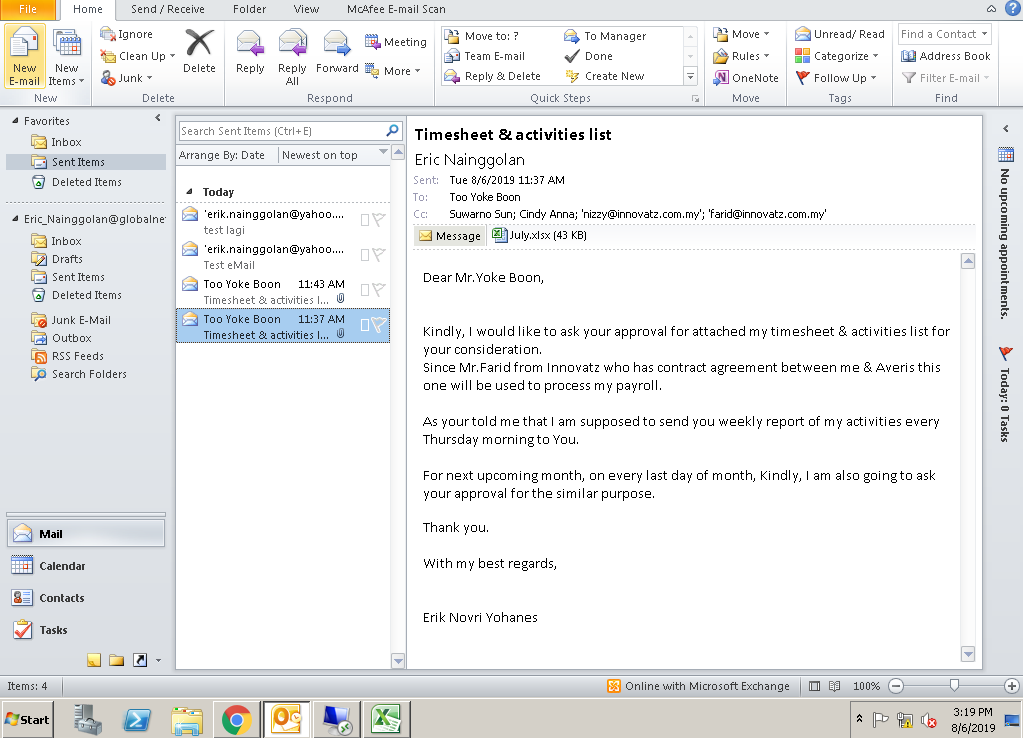 File Home Send / Receive Folder View McAfee E-mail Scan
New E-mail
New Items
New
Ignore
Clean Up
Junk
Delete
Delete
Reply
Reply All
Forward
Meeting
More
Respond
Move to: ?
Team E-mail
Reply & Delete
To Manager
Done
Create New
Quick Steps
Move
Rules
OneNote
Move
Unread/ Read
Categorize
Follow Up
Tags
Find a Contact
Address Book
Filter E-mail
Find
Favorites
Inbox
Sent Items
Deleted Items
Eric_Nainggolan@globalne
Inbox
Drafts
Sent Items
Deleted Items
Junk E-Mail
Outbox
RSS Feeds
Search Folders
Mail
Calendar
Contacts
Tasks
Search Sent Items (Ctrl+E)
Arrange By: Date Newest on top
Today
'erik.nainggolan@yahoo....
test lagi
'erik.nainggolan@yahoo....
Test eMail
Too Yoke Boon 11:43 AM
Timesheet & activities l...
Too Yoke Boon 11:37 AM
Timesheet & activities l...
Timesheet & activities list
Eric Nainggolan
Sent: Tue 8/6/2019 11:37 AM
To: Too Yoke Boon
Cc: Suwarno Sun; Cindy Anna; 'nizzy@innovatz.com.my'; 'farid@innovatz.com.my'
Message July.xlsx (43 KB)
Dear Mr.Yoke Boon,
Kindly, I would like to ask your approval for attached my timesheet & activities list for
your consideration.
Since Mr.Farid from Innovatz who has contract agreement between me & Averis this
one will be used to process my payroll.
As your told me that I am supposed to send you weekly report of my activities every
Thursday morning to You.
For next upcoming month, on every last day of month, Kindly, I am also going to ask
your approval for the similar purpose.
Thank you.
With my best regards,
Erik Novri Yohanes
No upcoming appointments.
Today: 0 Tasks
Items: 4
Online with Microsoft Exchange
100%
Start
3:19 PM
8/6/2019